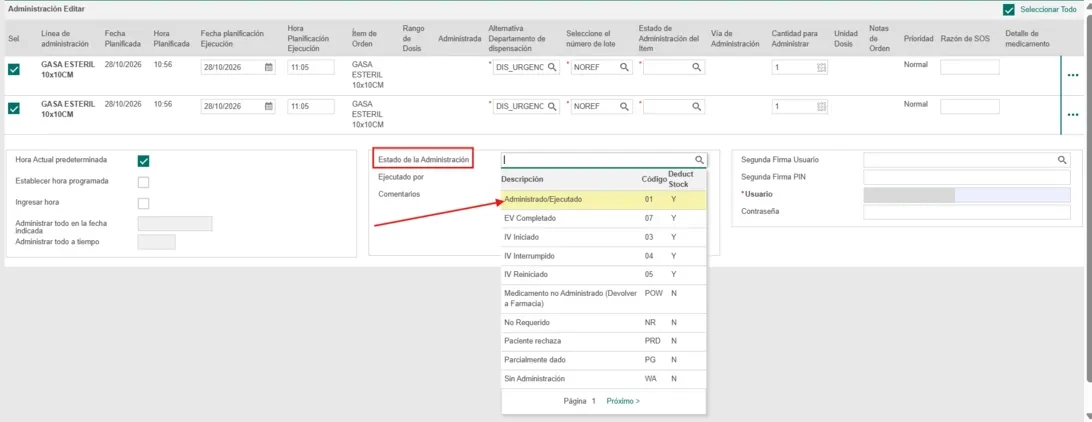 Administración Editar
Seleccionar Todo
Sel.
Línea de administración
Fecha Planificada
Hora Planificada
Fecha planificación Ejecución
Hora Planificación Ejecución
Ítem de Orden
Rango de Dosis
Administrada
Alternativa Departamento de dispensación
Seleccione el número de lote
Estado de Administración del Ítem
Vía de Administración
Cantidad para Administrar
Unidad Dosis
Notas de Orden
Prioridad
Razón de SOS
Detalle de medicamento
GASA ESTERIL 10x10CM
28/10/2026
10:56
28/10/2026
11:05
GASA ESTERIL 10x10CM
* DIS_URGENC
* NOREF
*
1
Normal
...
GASA ESTERIL 10x10CM
28/10/2026
10:56
28/10/2026
11:05
GASA ESTERIL 10x10CM
* DIS_URGENC
* NOREF
*
1
Normal
...
Hora Actual predeterminada
Establecer hora programada
Ingresar hora
Administrar todo en la fecha indicada
Administrar todo a tiempo
Estado de la Administración
Ejecutado por
Comentarios
Descripción Código Deduct Stock
Administrado/Ejecutado 01 Y
EV Completado 07 Y
IV Iniciado 03 Y
IV Interrumpido 04 Y
IV Reiniciado 05 Y
Medicamento no Administrado (Devolver a Farmacia) POW N
No Requerido NR N
Paciente rechaza PRD N
Parcialmente dado PG N
Sin Administración WA N
Página 1 Próximo >
Segunda Firma Usuario
Segunda Firma PIN
*Usuario
Contraseña